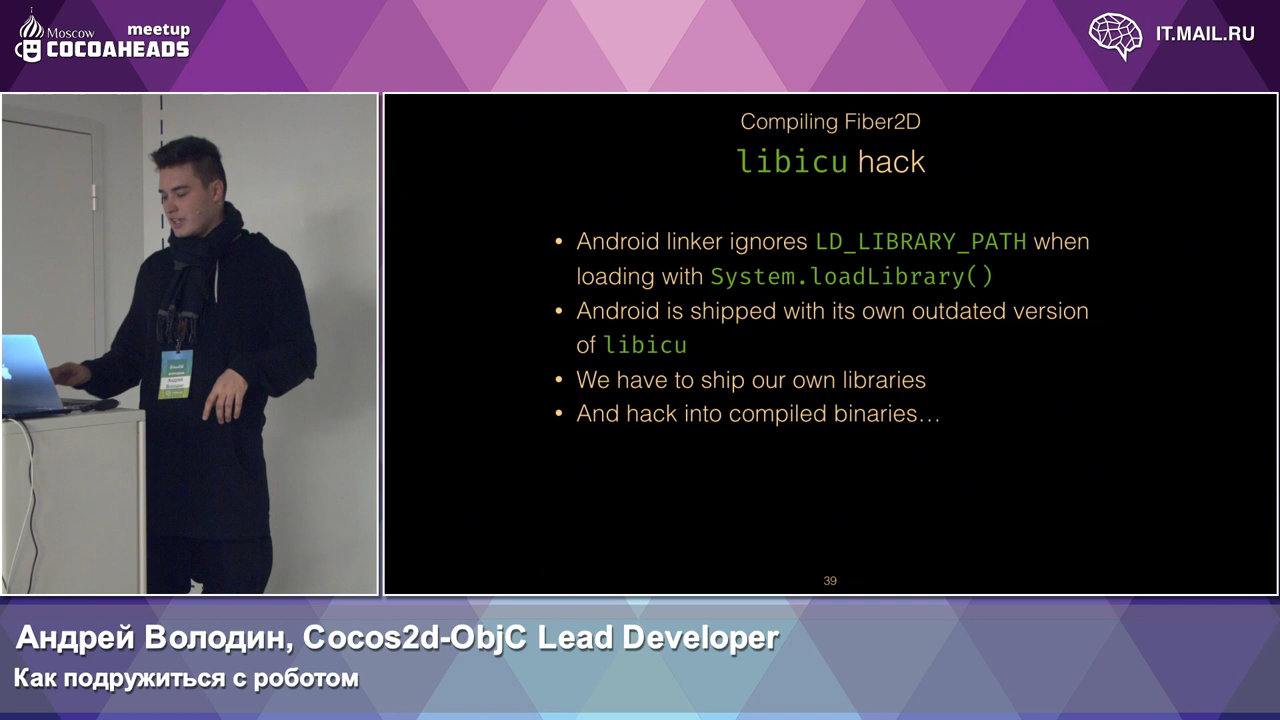 Moscow meetup
COCOAHEADS
IT.MAIL.RU
Compiling Fiber2D
libicu hack
• Android linker ignores LD_LIBRARY_PATH when
loading with System.loadLibrary()
• Android is shipped with its own outdated version
of libicu
• We have to ship our own libraries
• And hack into compiled binaries…
39
Андрей
Володин
Андрей Володин, Cocos2d-ObjC Lead Developer
Как подружиться с роботом